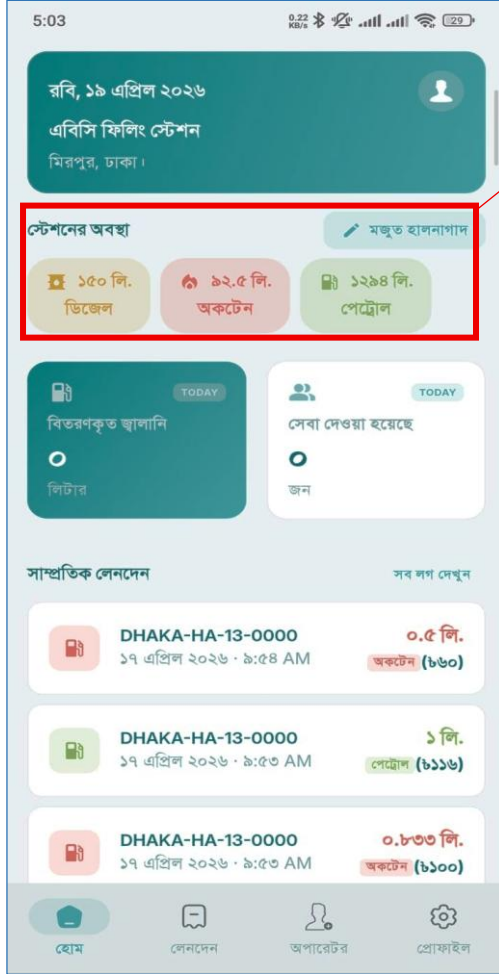 5:03 0.22 KB/s 29
রবি, ১৯ এপ্রিল ২০২৬
এবিসি ফিলিং স্টেশন
মিরপুর, ঢাকা।
স্টেশনের অবস্থা মজুত হালনাগাদ
১৫০ লি. ৯২.৫ লি. ১২৯৪ লি.
ডিজেল অকটেন পেট্রোল
TODAY TODAY
বিতরণকৃত জ্বালানি সেবা দেওয়া হয়েছে
০ ০
লিটার জন
সাম্প্রতিক লেনদেন সব লগ দেখুন
DHAKA-HA-13-0000 ০.৫ লি.
১৭ এপ্রিল ২০২৬ · ৯:৫৪ AM অকটেন (৳৬০)
DHAKA-HA-13-0000 ১ লি.
১৭ এপ্রিল ২০২৬ · ৯:৫৩ AM পেট্রোল (৳১১৬)
DHAKA-HA-13-0000 ০.৮৩৩ লি.
১৭ এপ্রিল ২০২৬ · ৯:৫৩ AM অকটেন (৳১০০)
হোম লেনদেন অপারেটর প্রোফাইল